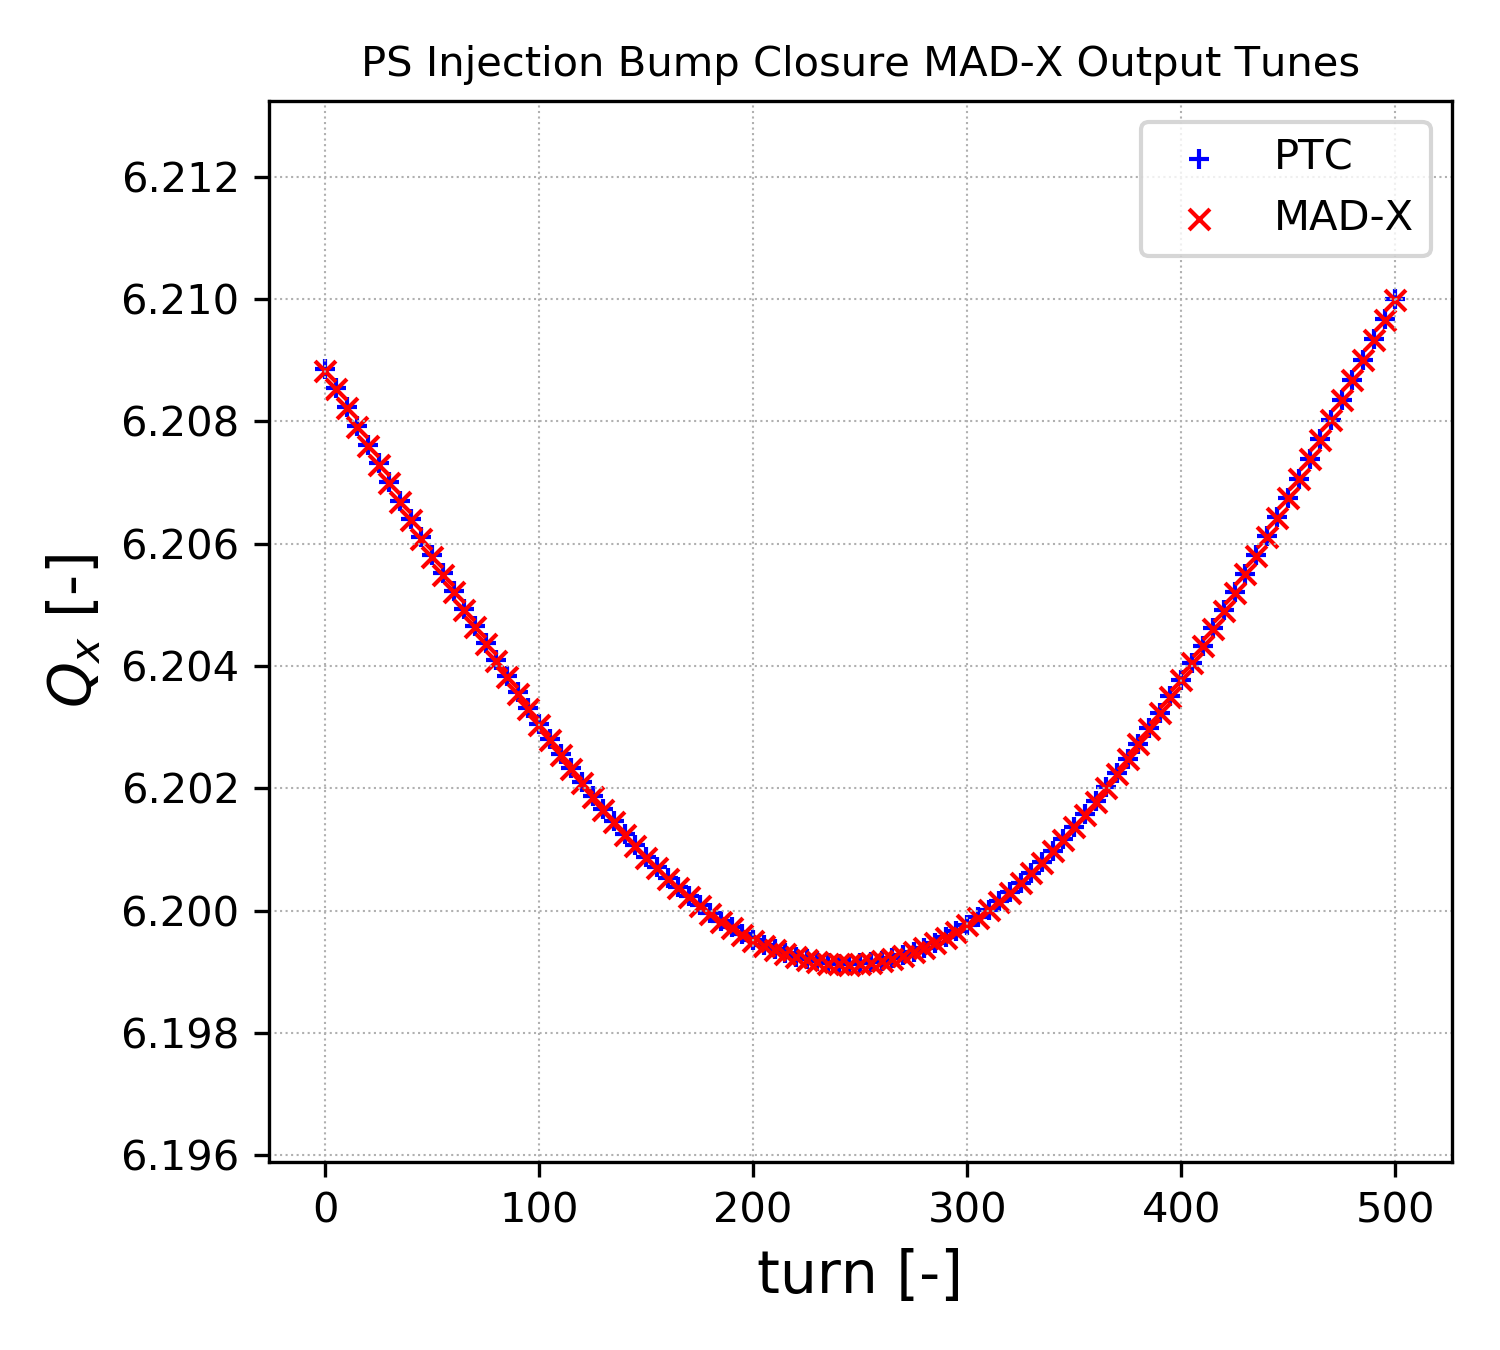 PS Injection Bump Closure MAD-X Output Tunes
PTC
MAD-X
6.212
6.210
6.208
6.206
6.204
6.202
6.200
6.198
6.196
Qx [-]
0 100 200 300 400 500
turn [-]